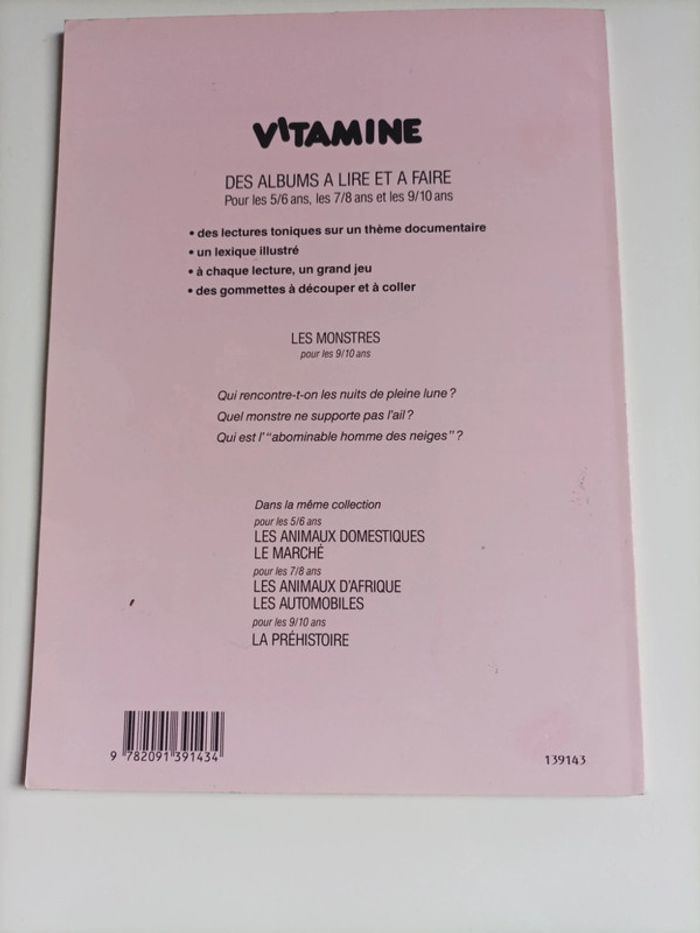 VITAMINE
DES ALBUMS A LIRE ET A FAIRE
Pour les 5/6 ans, les 7/8 ans et les 9/10 ans
• des lectures toniques sur un thème documentaire
• un lexique illustré
• à chaque lecture, un grand jeu
• des gommettes à découper et à coller
LES MONSTRES
pour les 9/10 ans
Qui rencontre-t-on les nuits de pleine lune ?
Quel monstre ne supporte pas l'ail ?
Qui est l'"abominable homme des neiges" ?
Dans la même collection
pour les 5/6 ans
LES ANIMAUX DOMESTIQUES
LE MARCHÉ
pour les 7/8 ans
LES ANIMAUX D'AFRIQUE
LES AUTOMOBILES
pour les 9/10 ans
LA PRÉHISTOIRE
9 782091 391434
139143